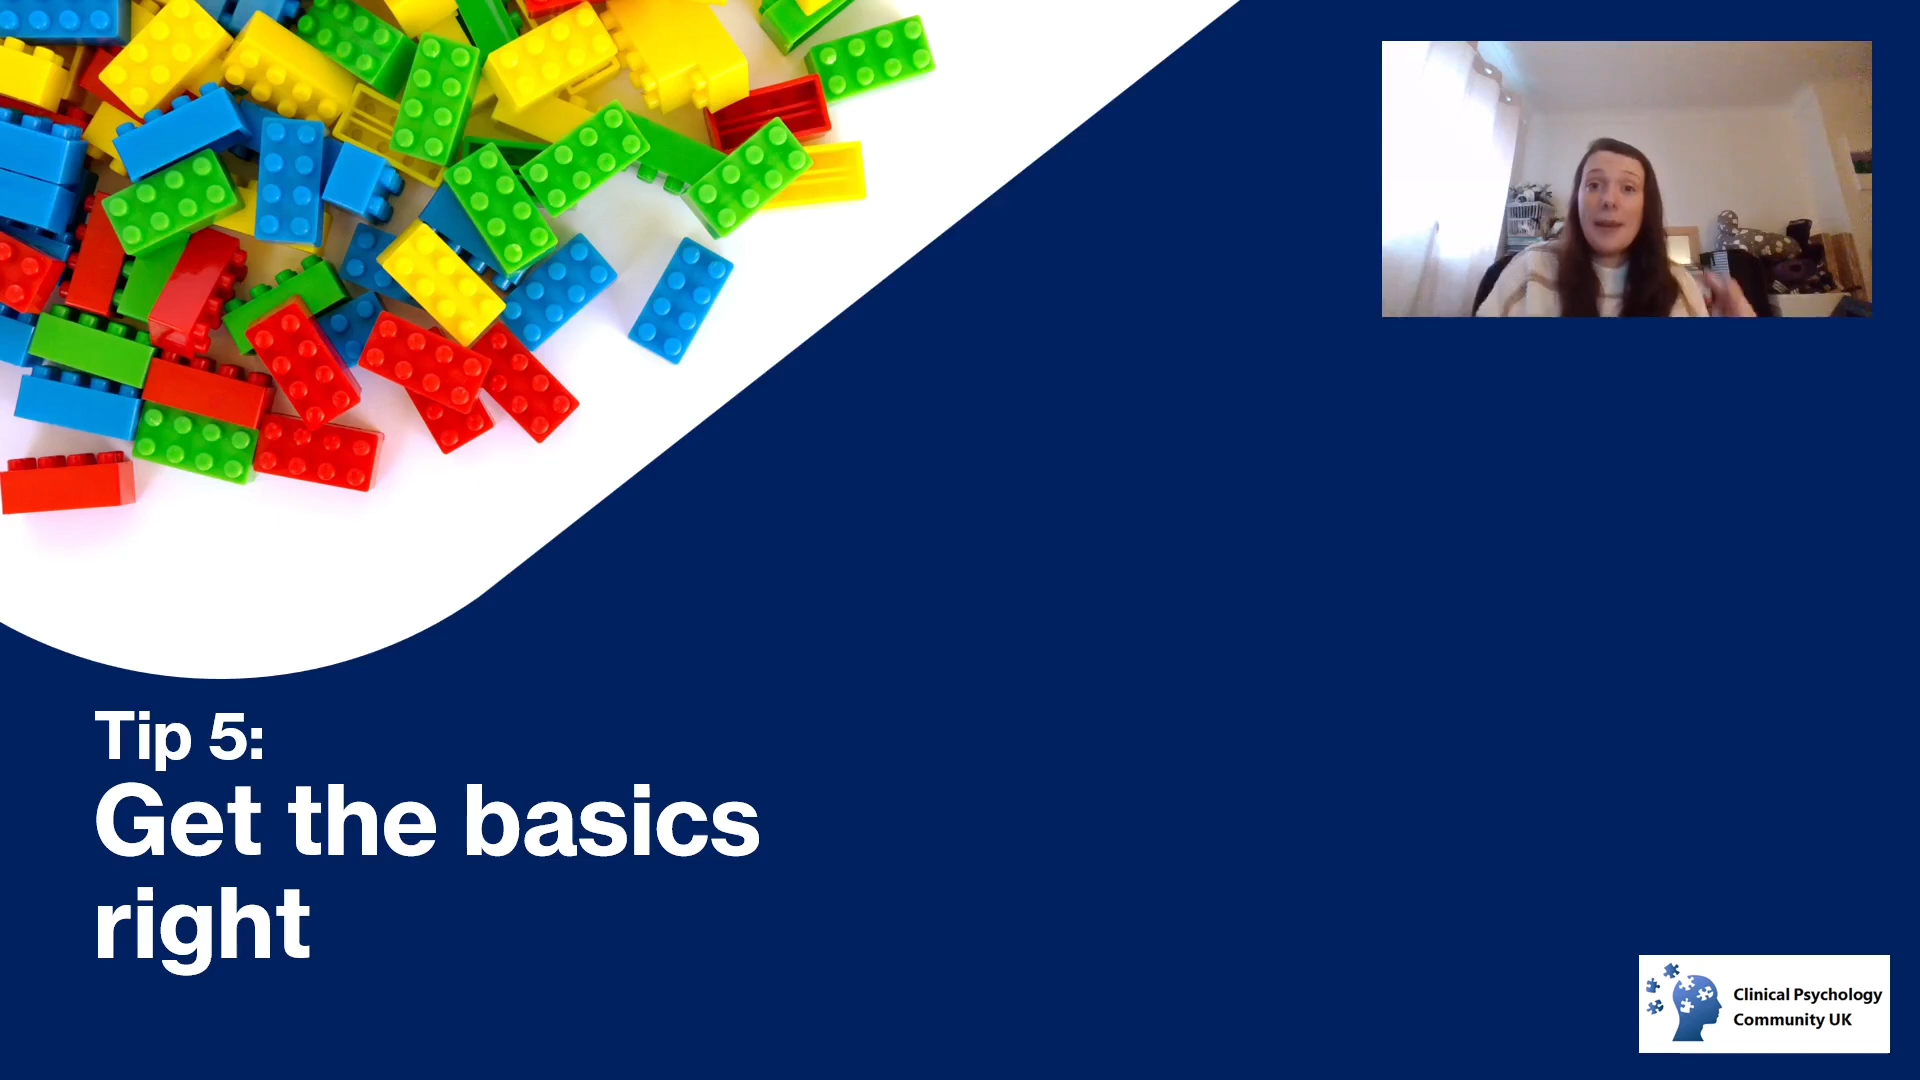 Tip 5:
Get the basics
right
Clinical Psychology
Community UK